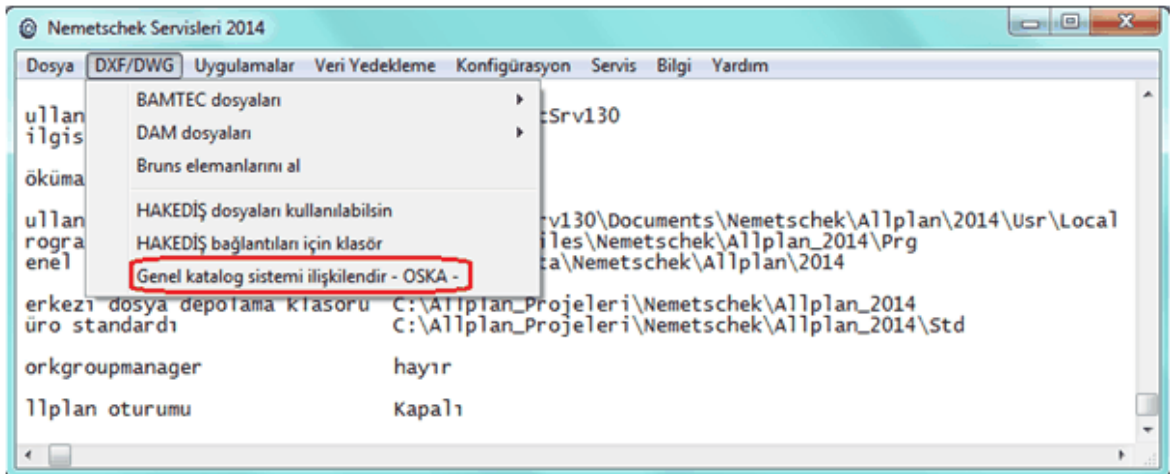 Nemetschek Servisleri 2014
Dosya DXF/DWG Uygulamalar Veri Yedekleme Konfigürasyon Servis Bilgi Yardım
BAMTEC dosyaları
DAM dosyaları
Bruns elemanlarını al
HAKEDİŞ dosyaları kullanılabilsin
HAKEDİŞ bağlantıları için klasör
Genel katalog sistemi ilişkilendir - OSKA -
ullan :Srv130
ilgis
öküma
ullan rv130\Documents\Nemetschek\Allplan\2014\Usr\Local
rogra iles\Nemetschek\Allplan_2014\Prg
enel ta\Nemetschek\Allplan\2014
erkezi dosya depolama klasörü C:\Allplan_Projeleri\Nemetschek\Allplan_2014
üro standardı C:\Allplan_Projeleri\Nemetschek\Allplan_2014\Std
orkgroupmanager hayır
llplan oturumu Kapalı